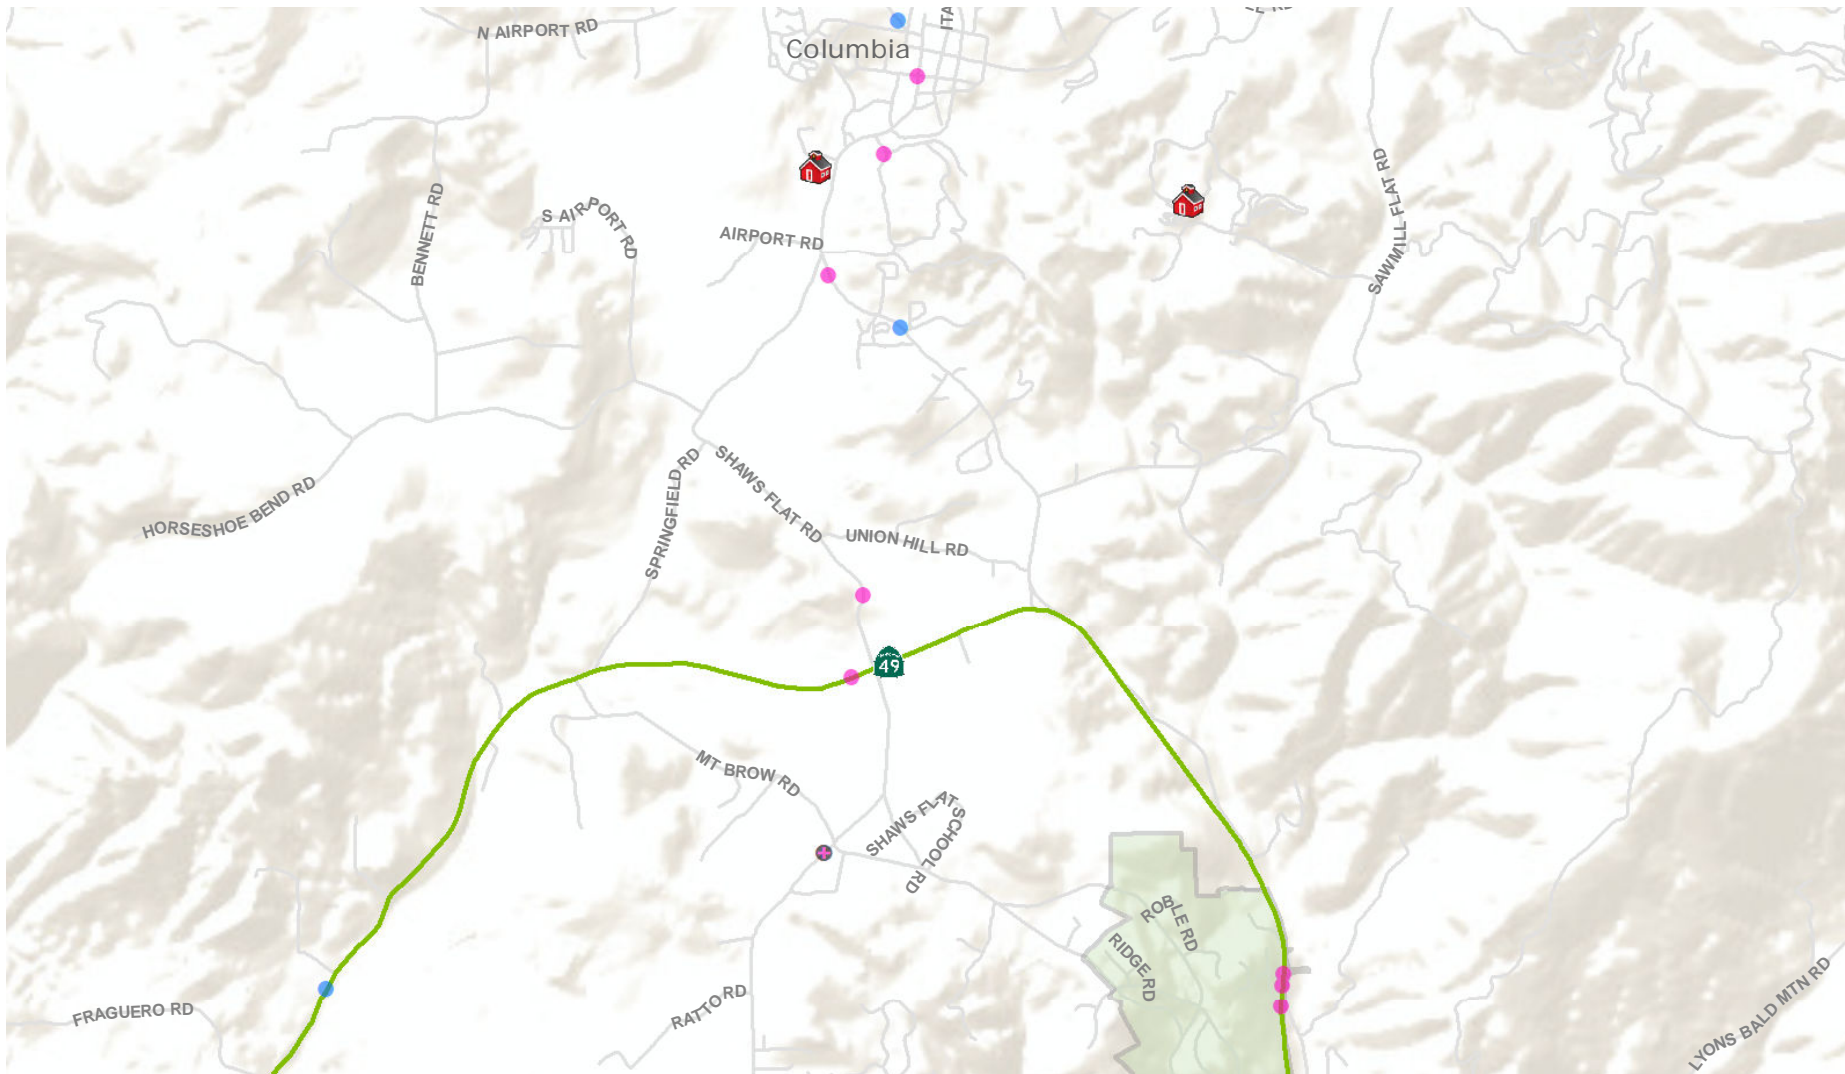 N AIRPORT RD
Columbia
BENNETT RD
S AIRPORT RD
AIRPORT RD
SAWMILL FLAT RD
HORSESHOE BEND RD
SPRINGFIELD RD
SHAWS FLAT RD
UNION HILL RD
49
MT BROW RD
SHAWS FLAT SCHOOL RD
ROBLE RD
RIDGE RD
RATTO RD
FRAGUERO RD
LYONS BALD MTN RD